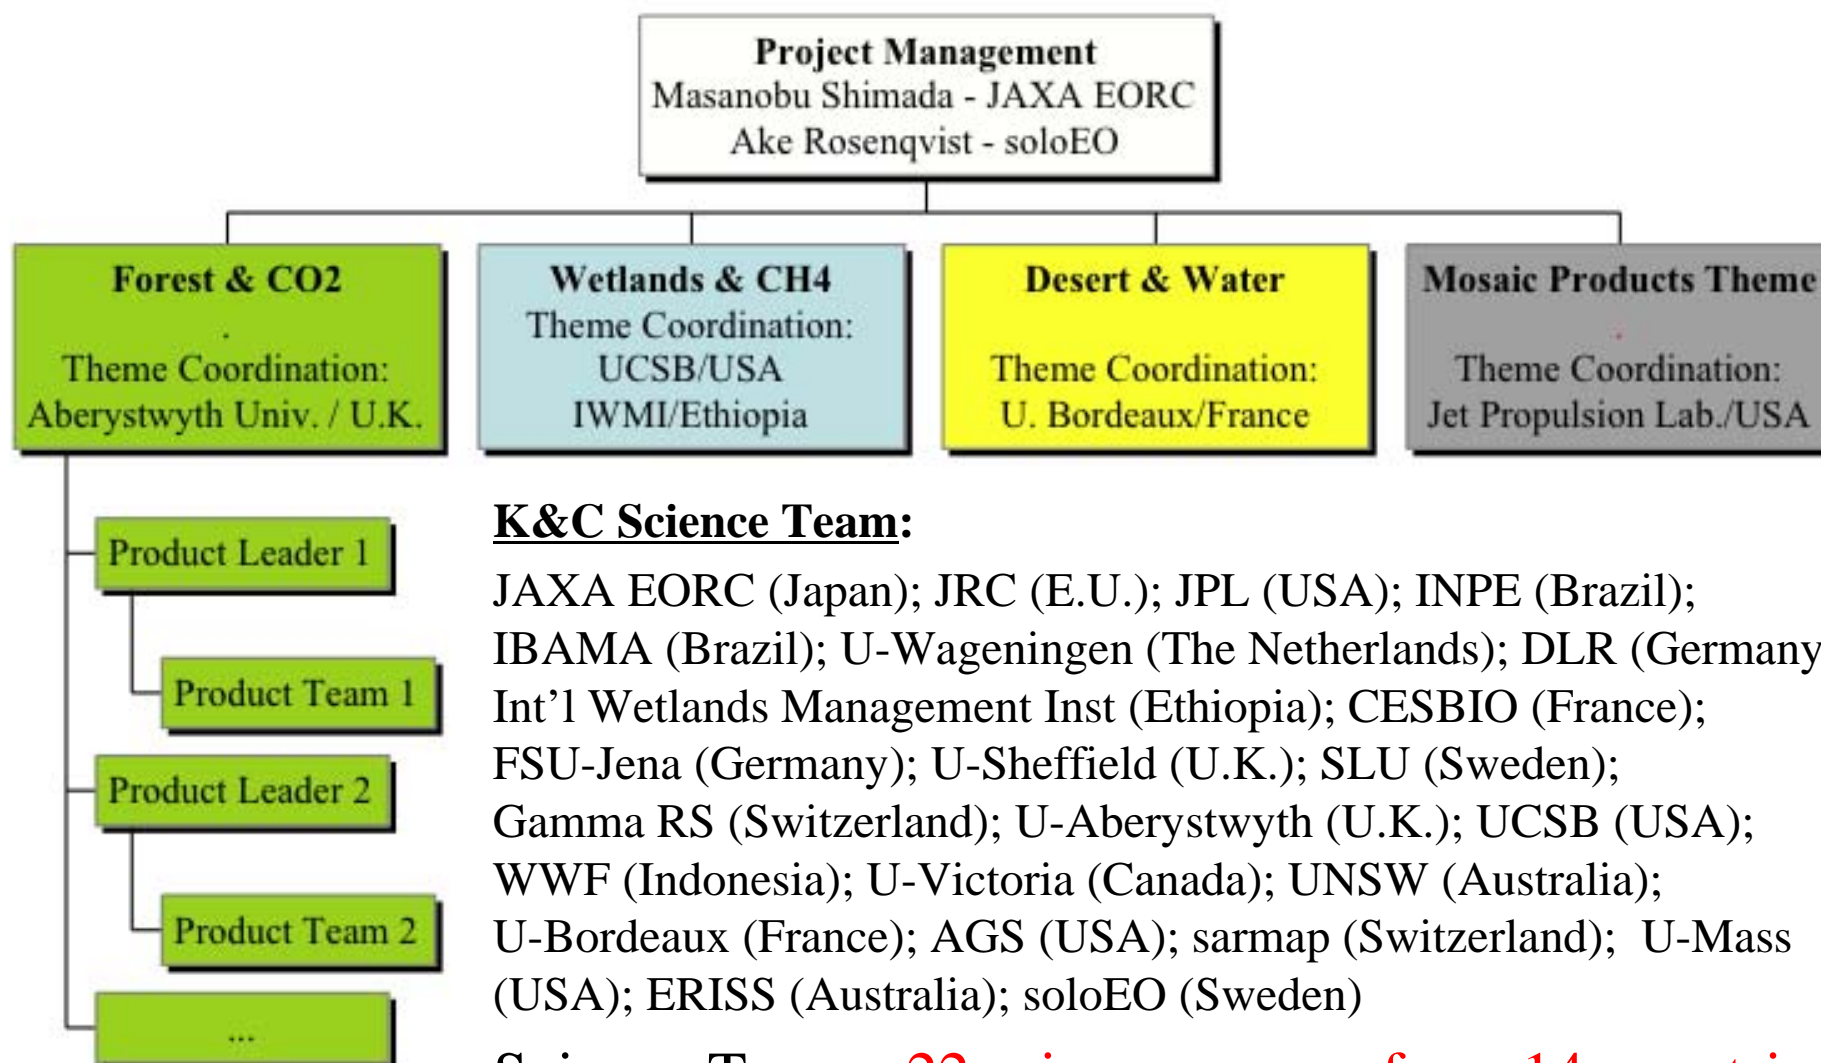 Project Management
Masanobu Shimada - JAXA EORC
Ake Rosenqvist - soloEO
Forest & CO2
.
Theme Coordination:
Aberystwyth Univ. / U.K.
Wetlands & CH4
Theme Coordination:
UCSB/USA
IWMI/Ethiopia
Desert & Water
Theme Coordination:
U. Bordeaux/France
Mosaic Products Theme
.
Theme Coordination:
Jet Propulsion Lab./USA
Product Leader 1
Product Team 1
Product Leader 2
Product Team 2
...
K&C Science Team:
JAXA EORC (Japan); JRC (E.U.); JPL (USA); INPE (Brazil);
IBAMA (Brazil); U-Wageningen (The Netherlands); DLR (Germany
Int’l Wetlands Management Inst (Ethiopia); CESBIO (France);
FSU-Jena (Germany); U-Sheffield (U.K.); SLU (Sweden);
Gamma RS (Switzerland); U-Aberystwyth (U.K.); UCSB (USA);
WWF (Indonesia); U-Victoria (Canada); UNSW (Australia);
U-Bordeaux (France); AGS (USA); sarmap (Switzerland); U-Mass
(USA); ERISS (Australia); soloEO (Sweden)